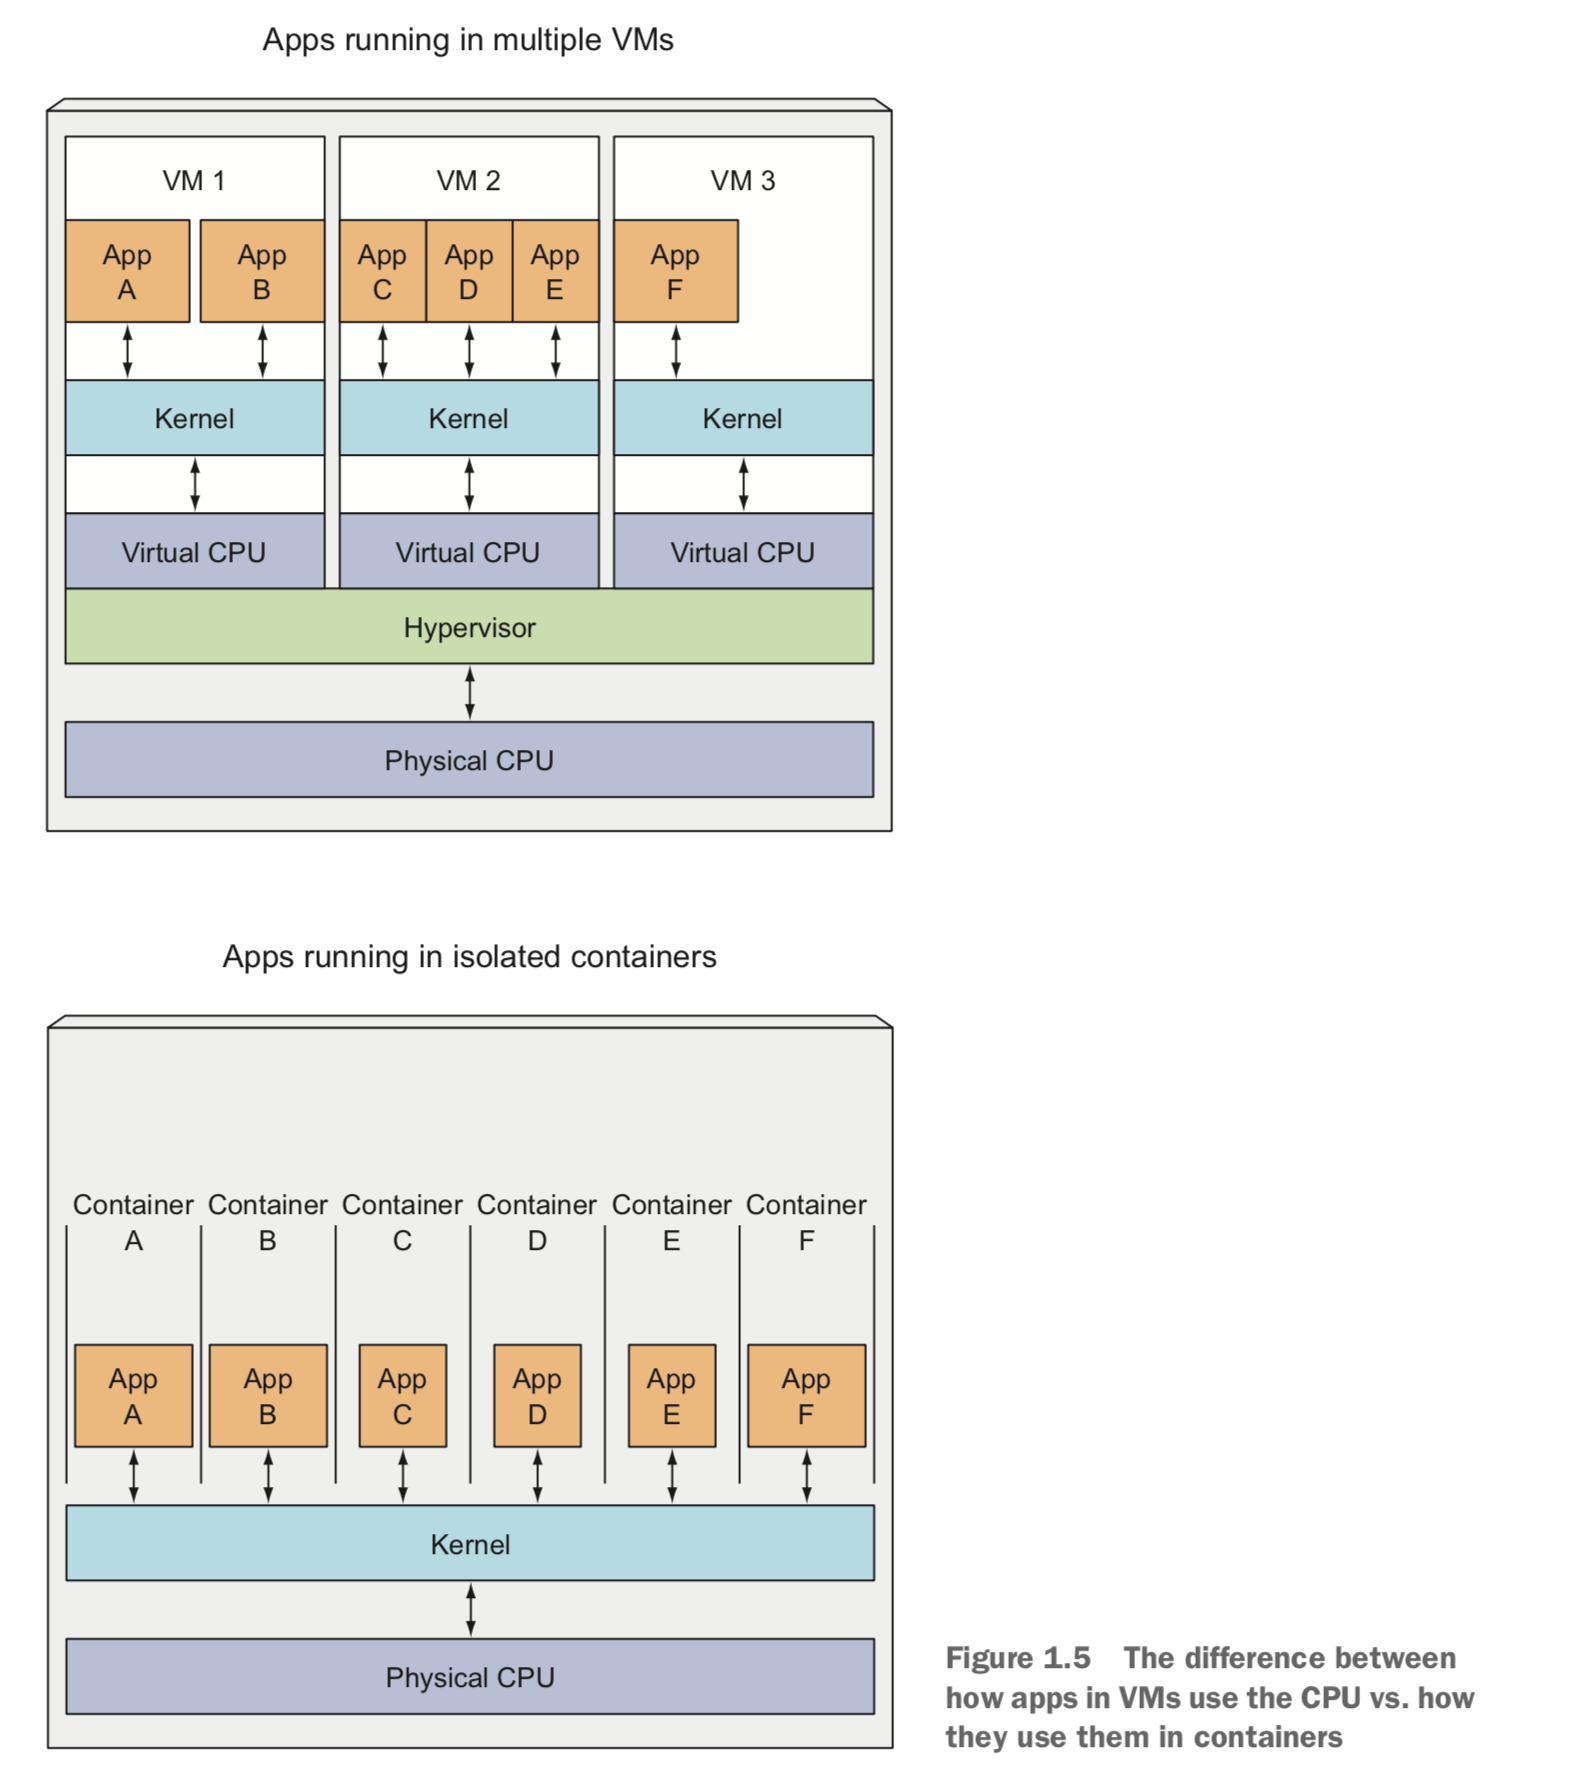 Apps running in multiple VMs
VM 1
VM 2
VM 3
App
A
App
B
App
C
App
D
App
E
App
F
Kernel
Kernel
Kernel
Virtual CPU
Virtual CPU
Virtual CPU
Hypervisor
Physical CPU
Apps running in isolated containers
Container
A
Container
B
Container
C
Container
D
Container
E
Container
F
App
A
App
B
App
C
App
D
App
E
App
F
Kernel
Physical CPU
Figure 1.5 The difference between
how apps in VMs use the CPU vs. how
they use them in containers